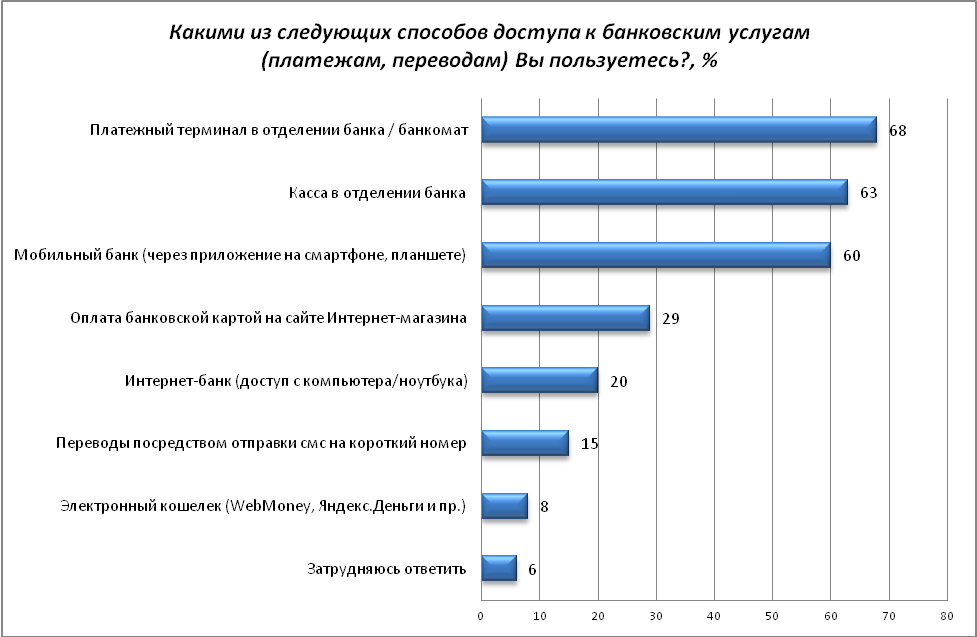 Какими из следующих способов доступа к банковским услугам
(платежам, переводам) Вы пользуетесь?, %
Платежный терминал в отделении банка / банкомат
68
Касса в отделении банка
63
Мобильный банк (через приложение на смартфоне, планшете)
60
Оплата банковской картой на сайте Интернет-магазина
29
Интернет-банк (доступ с компьютера/ноутбука)
20
Переводы посредством отправки смс на короткий номер
15
Электронный кошелек (WebMoney, Яндекс.Деньги и пр.)
8
Затрудняюсь ответить
6
0 10 20 30 40 50 60 70 80